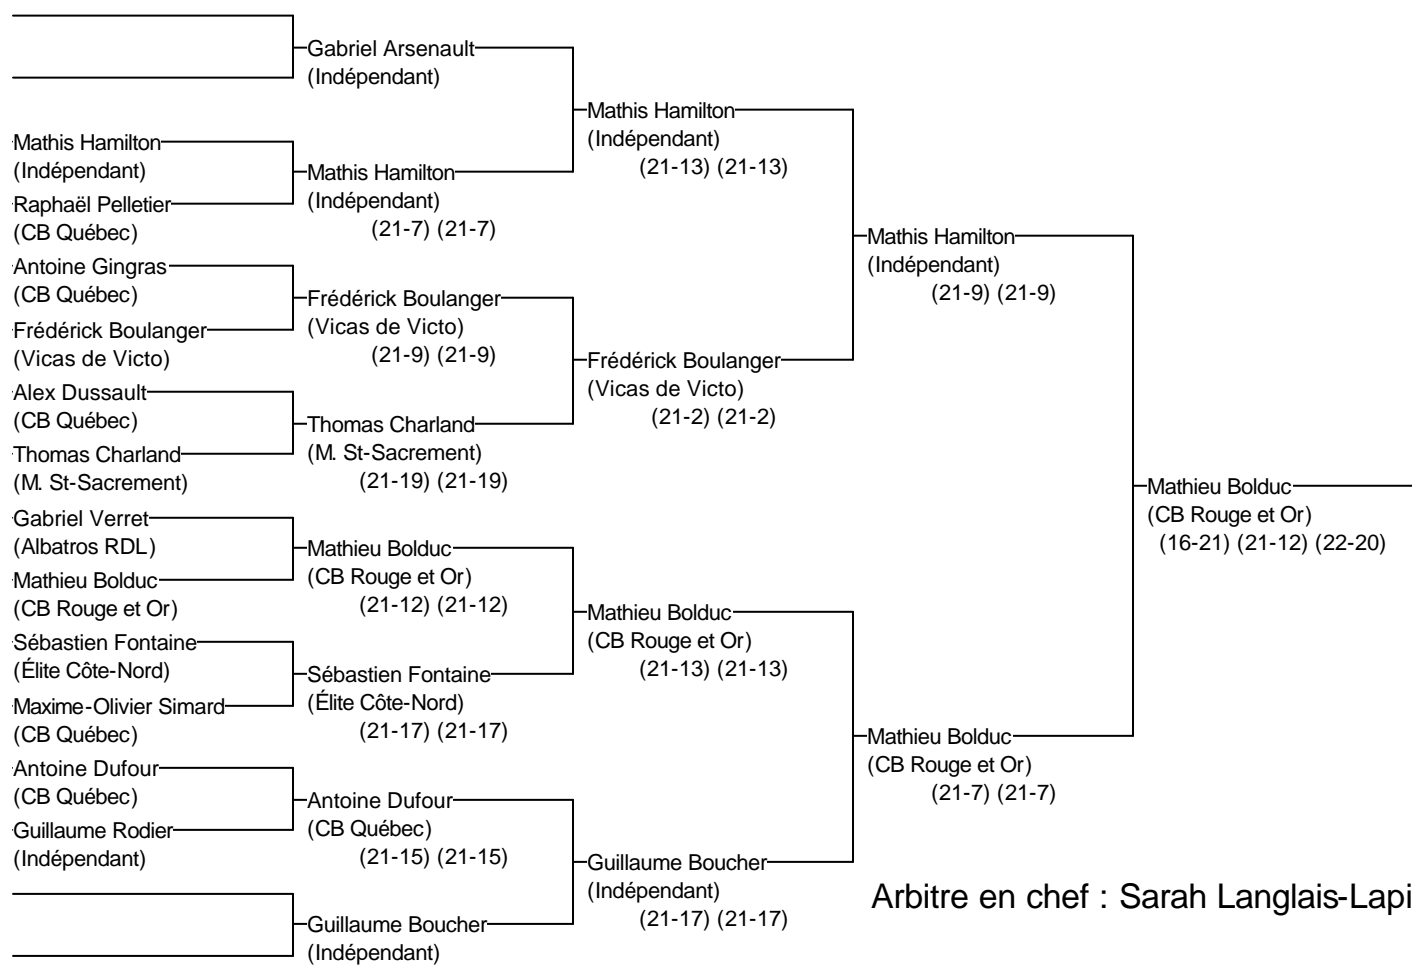 Gabriel Arsenault
(Indépendant)
Mathis Hamilton
(Indépendant)
(21-13) (21-13)
Mathis Hamilton
(Indépendant)
Mathis Hamilton
(Indépendant)
(21-7) (21-7)
Raphaël Pelletier
(CB Québec)
Mathis Hamilton
(Indépendant)
(21-9) (21-9)
Antoine Gingras
(CB Québec)
Frédérick Boulanger
(Vicas de Victo)
(21-9) (21-9)
Frédérick Boulanger
(Vicas de Victo)
Frédérick Boulanger
(Vicas de Victo)
(21-2) (21-2)
Alex Dussault
(CB Québec)
Thomas Charland
(M. St-Sacrement)
(21-19) (21-19)
Thomas Charland
(M. St-Sacrement)
Mathieu Bolduc
(CB Rouge et Or)
(16-21) (21-12) (22-20)
Gabriel Verret
(Albatros RDL)
Mathieu Bolduc
(CB Rouge et Or)
(21-12) (21-12)
Mathieu Bolduc
(CB Rouge et Or)
Mathieu Bolduc
(CB Rouge et Or)
(21-13) (21-13)
Sébastien Fontaine
(Élite Côte-Nord)
Sébastien Fontaine
(Élite Côte-Nord)
(21-17) (21-17)
Maxime-Olivier Simard
(CB Québec)
Mathieu Bolduc
(CB Rouge et Or)
(21-7) (21-7)
Antoine Dufour
(CB Québec)
Antoine Dufour
(CB Québec)
(21-15) (21-15)
Guillaume Rodier
(Indépendant)
Guillaume Boucher
(Indépendant)
(21-17) (21-17)
Arbitre en chef : Sarah Langlais-Lapi
Guillaume Boucher
(Indépendant)